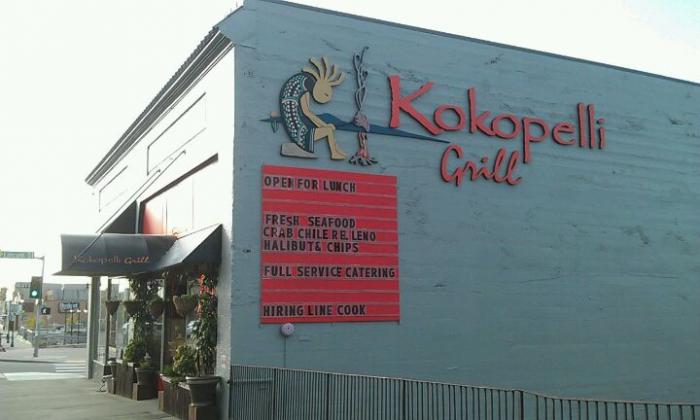 Kokopelli
Grill
OPEN FOR LUNCH
FRESH SEAFOOD
CRAB CHILE RE. LENO
HALIBUT & CHIPS
FULL SERVICE CATERING
HIRING LINE COOK
Kokopelli Grill